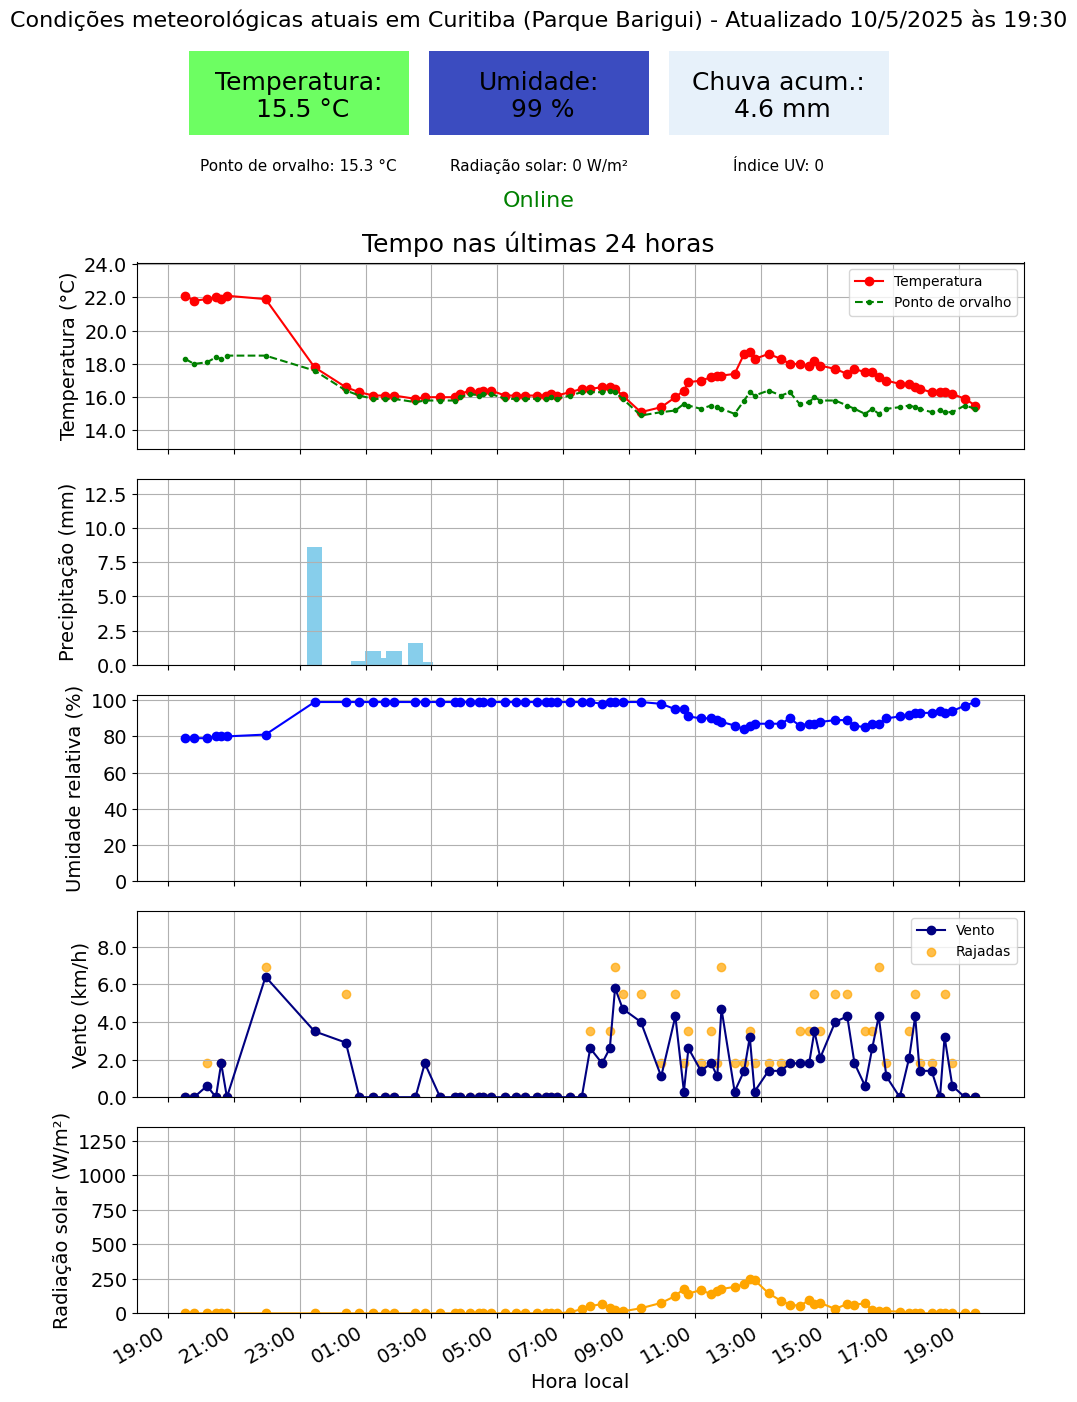 Condições meteorológicas atuais em Curitiba (Parque Barigui) - Atualizado 10/5/2025 às 19:30
Temperatura:
15.5 °C
Umidade:
99 %
Chuva acum.:
4.6 mm
Ponto de orvalho: 15.3 °C
Radiação solar: 0 W/m²
Índice UV: 0
Online
Tempo nas últimas 24 horas
Temperatura (°C)
24.0
22.0
20.0
18.0
16.0
14.0
Temperatura
Ponto de orvalho
Precipitação (mm)
12.5
10.0
7.5
5.0
2.5
0.0
Umidade relativa (%)
100
80
60
40
20
0
Vento (km/h)
8.0
6.0
4.0
2.0
0.0
Vento
Rajadas
Radiação solar (W/m²)
1250
1000
750
500
250
0
19:00
21:00
23:00
01:00
03:00
05:00
07:00
09:00
11:00
13:00
15:00
17:00
19:00
Hora local